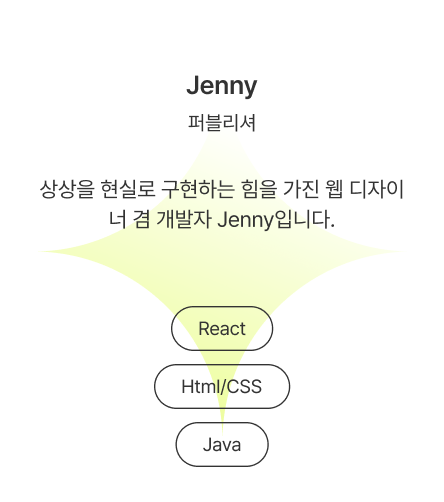 Jenny
퍼블리셔
상상을 현실로 구현하는 힘을 가진 웹 디자이
너 겸 개발자 Jenny입니다.
React
Html/CSS
Java